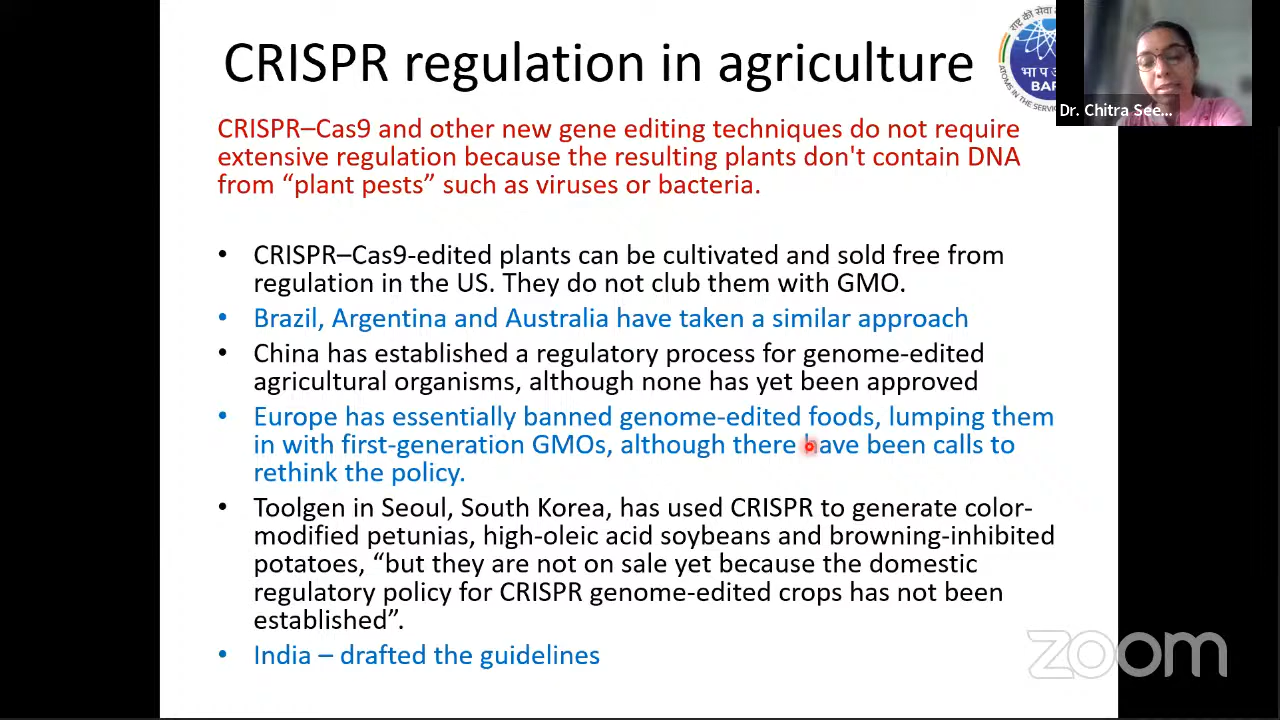 CRISPR regulation in agriculture
राष्ट्र की सेवा
भा प
BAR
ATOMS IN THE SERV
Dr. Chitra See...
CRISPR–Cas9 and other new gene editing techniques do not require
extensive regulation because the resulting plants don't contain DNA
from “plant pests” such as viruses or bacteria.
• CRISPR–Cas9-edited plants can be cultivated and sold free from
regulation in the US. They do not club them with GMO.
• Brazil, Argentina and Australia have taken a similar approach
• China has established a regulatory process for genome-edited
agricultural organisms, although none has yet been approved
• Europe has essentially banned genome-edited foods, lumping them
in with first-generation GMOs, although there have been calls to
rethink the policy.
• Toolgen in Seoul, South Korea, has used CRISPR to generate color-
modified petunias, high-oleic acid soybeans and browning-inhibited
potatoes, “but they are not on sale yet because the domestic
regulatory policy for CRISPR genome-edited crops has not been
established”.
• India – drafted the guidelines
zoom